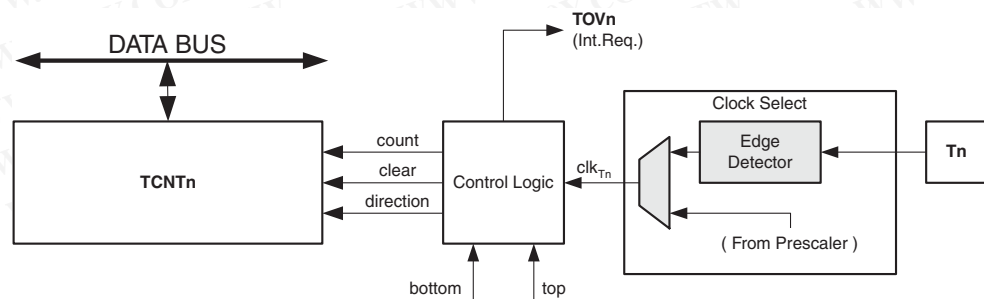 TOVn
(Int.Req.)
DATA BUS
Clock Select
count
Edge
Detector
Tn
TCNTn
clear
Control Logic
clkTn
direction
( From Prescaler )
bottom
top